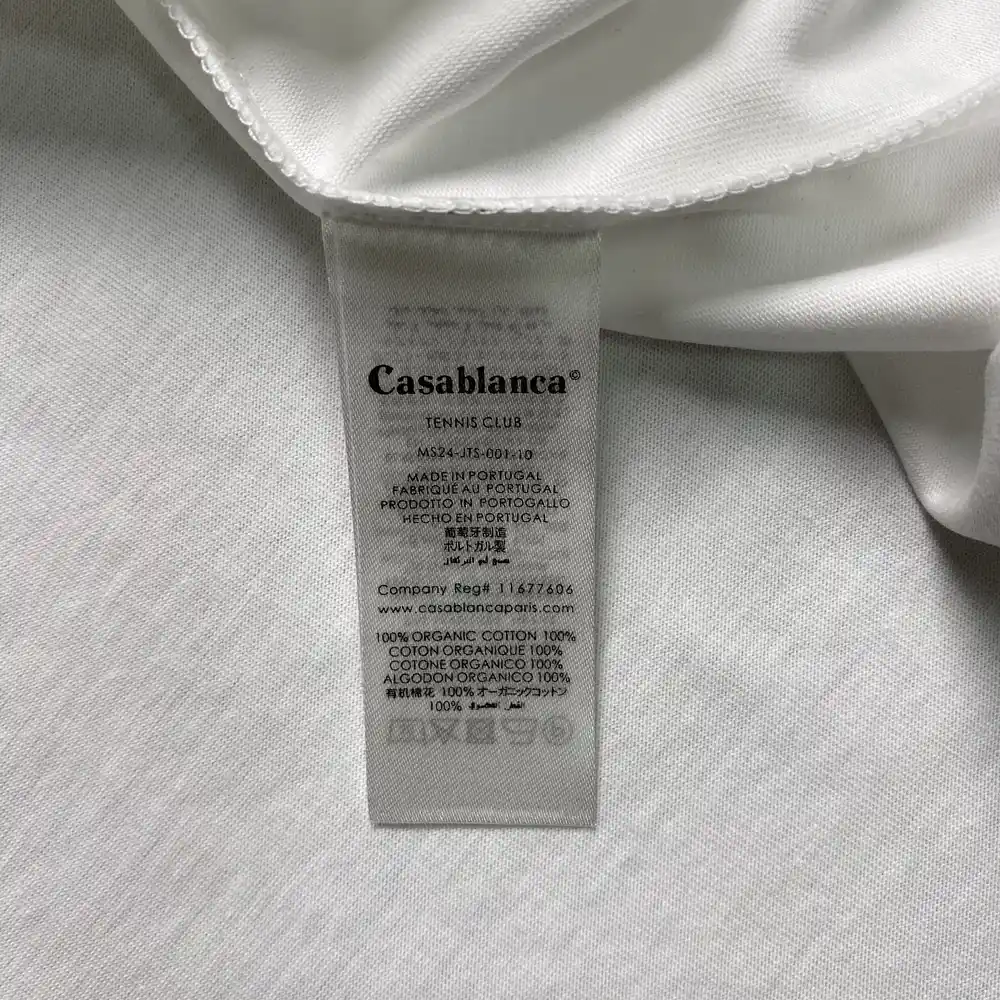 Casablanca©
TENNIS CLUB
MS24-JTS-001-10
MADE IN PORTUGAL
FABRIQUÉ AU PORTUGAL
PRODOTTO IN PORTOGALLO
HECHO EN PORTUGAL
葡萄牙制造
ポルトガル製
Company Reg# 11677606
www.casablancaparis.com
100% ORGANIC COTTON 100%
COTON ORGANIQUE 100%
COTONE ORGANICO 100%
ALGODON ORGANICO 100%
有机棉花 100% オーガニックコットン
100%